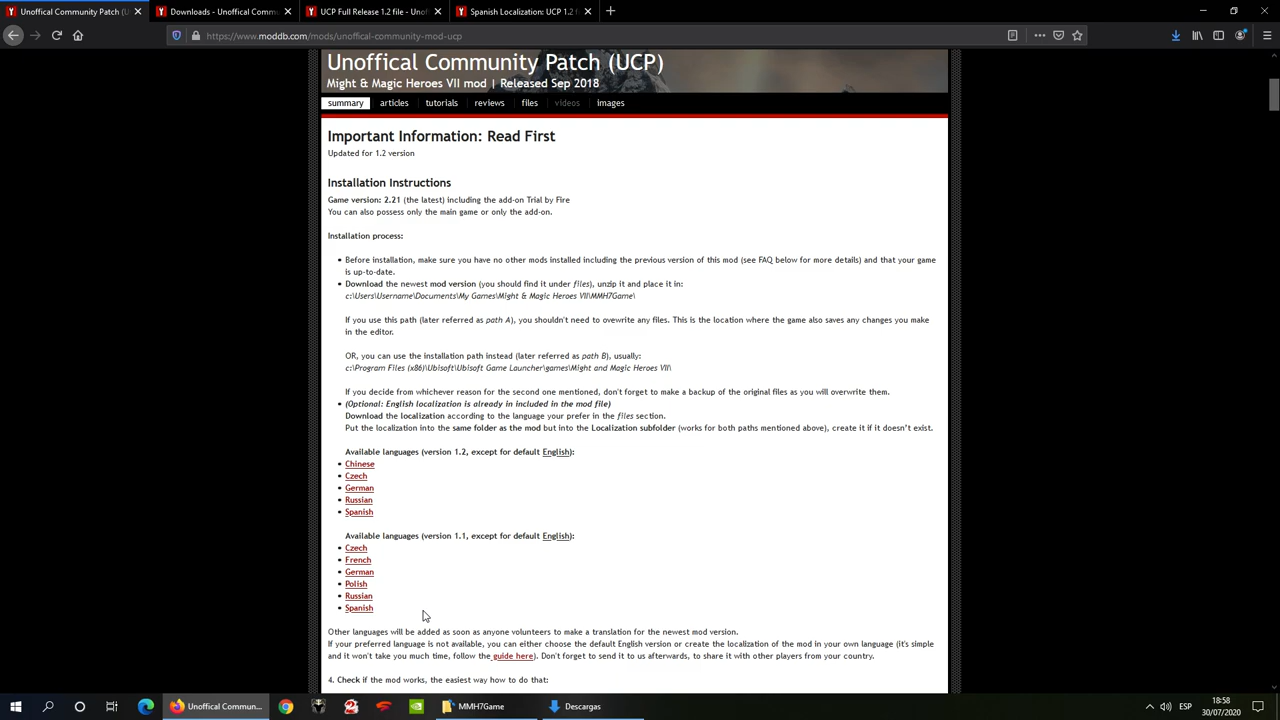 Unoffical Community Patch (U
Downloads - Unoffical Comm
UCP Full Release 1.2 file - Unof
Spanish Localization: UCP 1.2 f
https://www.moddb.com/mods/unoffical-community-mod-ucp
Unoffical Community Patch (UCP)
Might & Magic Heroes VII mod | Released Sep 2018
summary articles tutorials reviews files videos images
Important Information: Read First
Updated for 1.2 version
Installation Instructions
Game version: 2.21 (the latest) including the add-on Trial by Fire
You can also possess only the main game or only the add-on.
Installation process:
• Before installation, make sure you have no other mods installed including the previous version of this mod (see FAQ below for more details) and that your game
is up-to-date.
• Download the newest mod version (you should find it under files), unzip it and place it in:
c:\Users\Username\Documents\My Games\Might & Magic Heroes VII\MMH7Game\
If you use this path (later referred as path A), you shouldn't need to ovewrite any files. This is the location where the game also saves any changes you make
in the editor.
OR, you can use the installation path instead (later referred as path B), usually:
c:\Program Files (x86)\Ubisoft\Ubisoft Game Launcher\games\Might and Magic Heroes VII\
If you decide from whichever reason for the second one mentioned, don't forget to make a backup of the original files as you will overwrite them.
• (Optional: English localization is already in included in the mod file)
Download the localization according to the language your prefer in the files section.
Put the localization into the same folder as the mod but into the Localization subfolder (works for both paths mentioned above), create it if it doesn't exist.
Available languages (version 1.2, except for default English):
• Chinese
• Czech
• German
• Russian
• Spanish
Available languages (version 1.1, except for default English):
• Czech
• French
• German
• Polish
• Russian
• Spanish
Other languages will be added as soon as anyone volunteers to make a translation for the newest mod version.
If your preferred language is not available, you can either choose the default English version or create the localization of the mod in your own language (it's simple
and it won't take you much time, follow the guide here). Don't forget to send it to us afterwards, to share it with other players from your country.
4. Check if the mod works, the easiest way how to do that:
Unoffical Commun...
MMH7Game
Descargas
ESP
18:58
30/07/2020